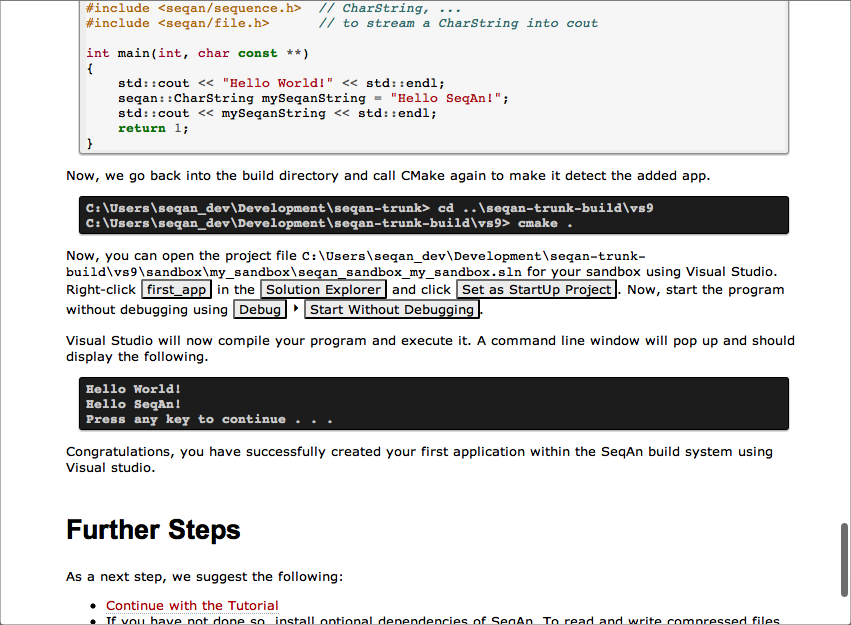 #include <seqan/sequence.h>  // CharString, ...
#include <seqan/file.h>      // to stream a CharString into cout
int main(int, char const **)
{
    std::cout << "Hello World!" << std::endl;
    seqan::CharString mySeqanString = "Hello SeqAn!";
    std::cout << mySeqanString << std::endl;
    return 1;
}
Now, we go back into the build directory and call CMake again to make it detect the added app.
C:\Users\seqan_dev\Development\seqan-trunk> cd ..\seqan-trunk-build\vs9
C:\Users\seqan_dev\Development\seqan-trunk-build\vs9> cmake .
Now, you can open the project file C:\Users\seqan_dev\Development\seqan-trunk-
build\vs9\sandbox\my_sandbox\seqan_sandbox_my_sandbox.sln for your sandbox using Visual Studio.
Right-click first_app in the Solution Explorer and click Set as StartUp Project. Now, start the program
without debugging using Debug ‣ Start Without Debugging.
Visual Studio will now compile your program and execute it. A command line window will pop up and should
display the following.
Hello World!
Hello SeqAn!
Press any key to continue . . .
Congratulations, you have successfully created your first application within the SeqAn build system using
Visual studio.
Further Steps
As a next step, we suggest the following:
• Continue with the Tutorial
• If you have not done so, install optional dependencies of SeqAn. To read and write compressed files,